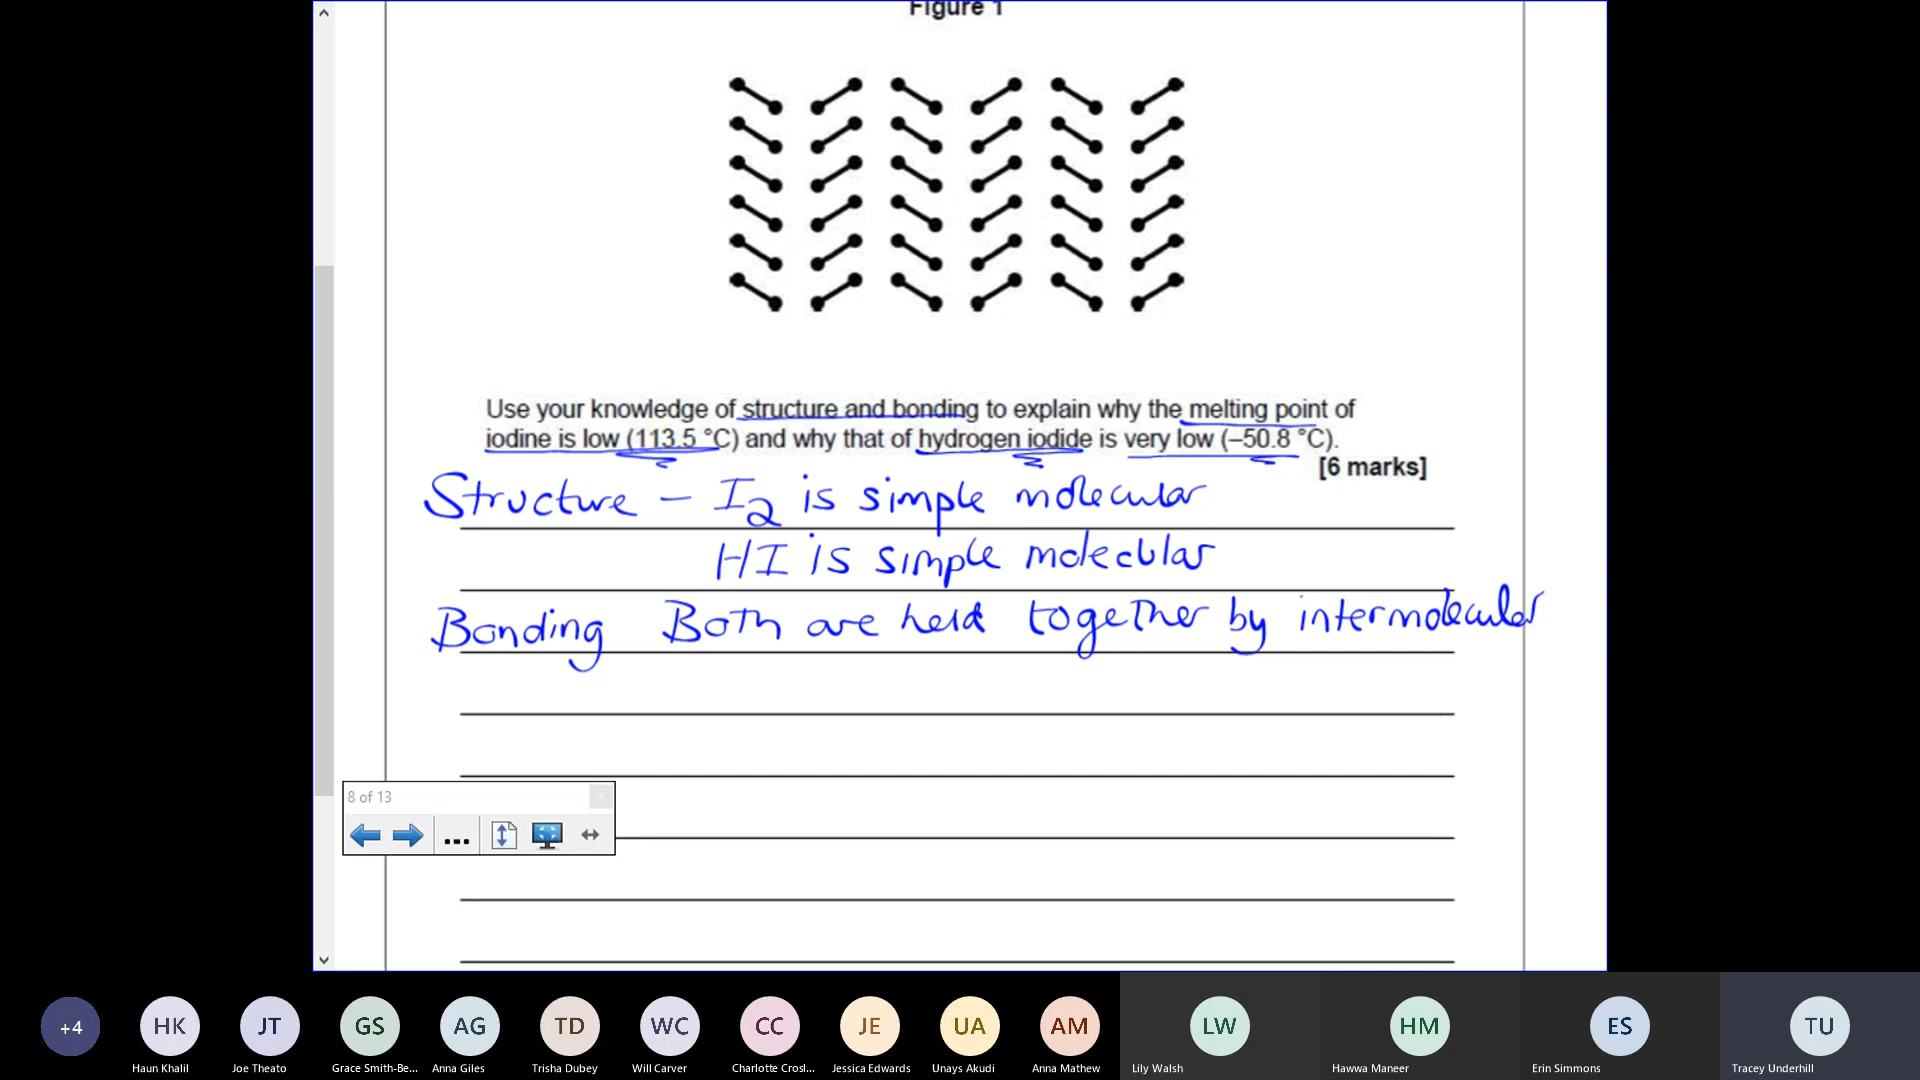 Figure 1
Use your knowledge of structure and bonding to explain why the melting point of
iodine is low (113.5 °C) and why that of hydrogen iodide is very low (–50.8 °C).
[6 marks]
Structure – I2 is simple molecular
HI is simple molecular
Bonding Both are held together by intermolecular
8 of 13
...
+4 HK JT GS AG TD WC CC JE UA AM LW HM ES TU
Haun Khalil Joe Theato Grace Smith-Be... Anna Giles Trisha Dubey Will Carver Charlotte Crosl... Jessica Edwards Unays Akudi Anna Mathew Lily Walsh Hawwa Maneer Erin Simmons Tracey Underhill